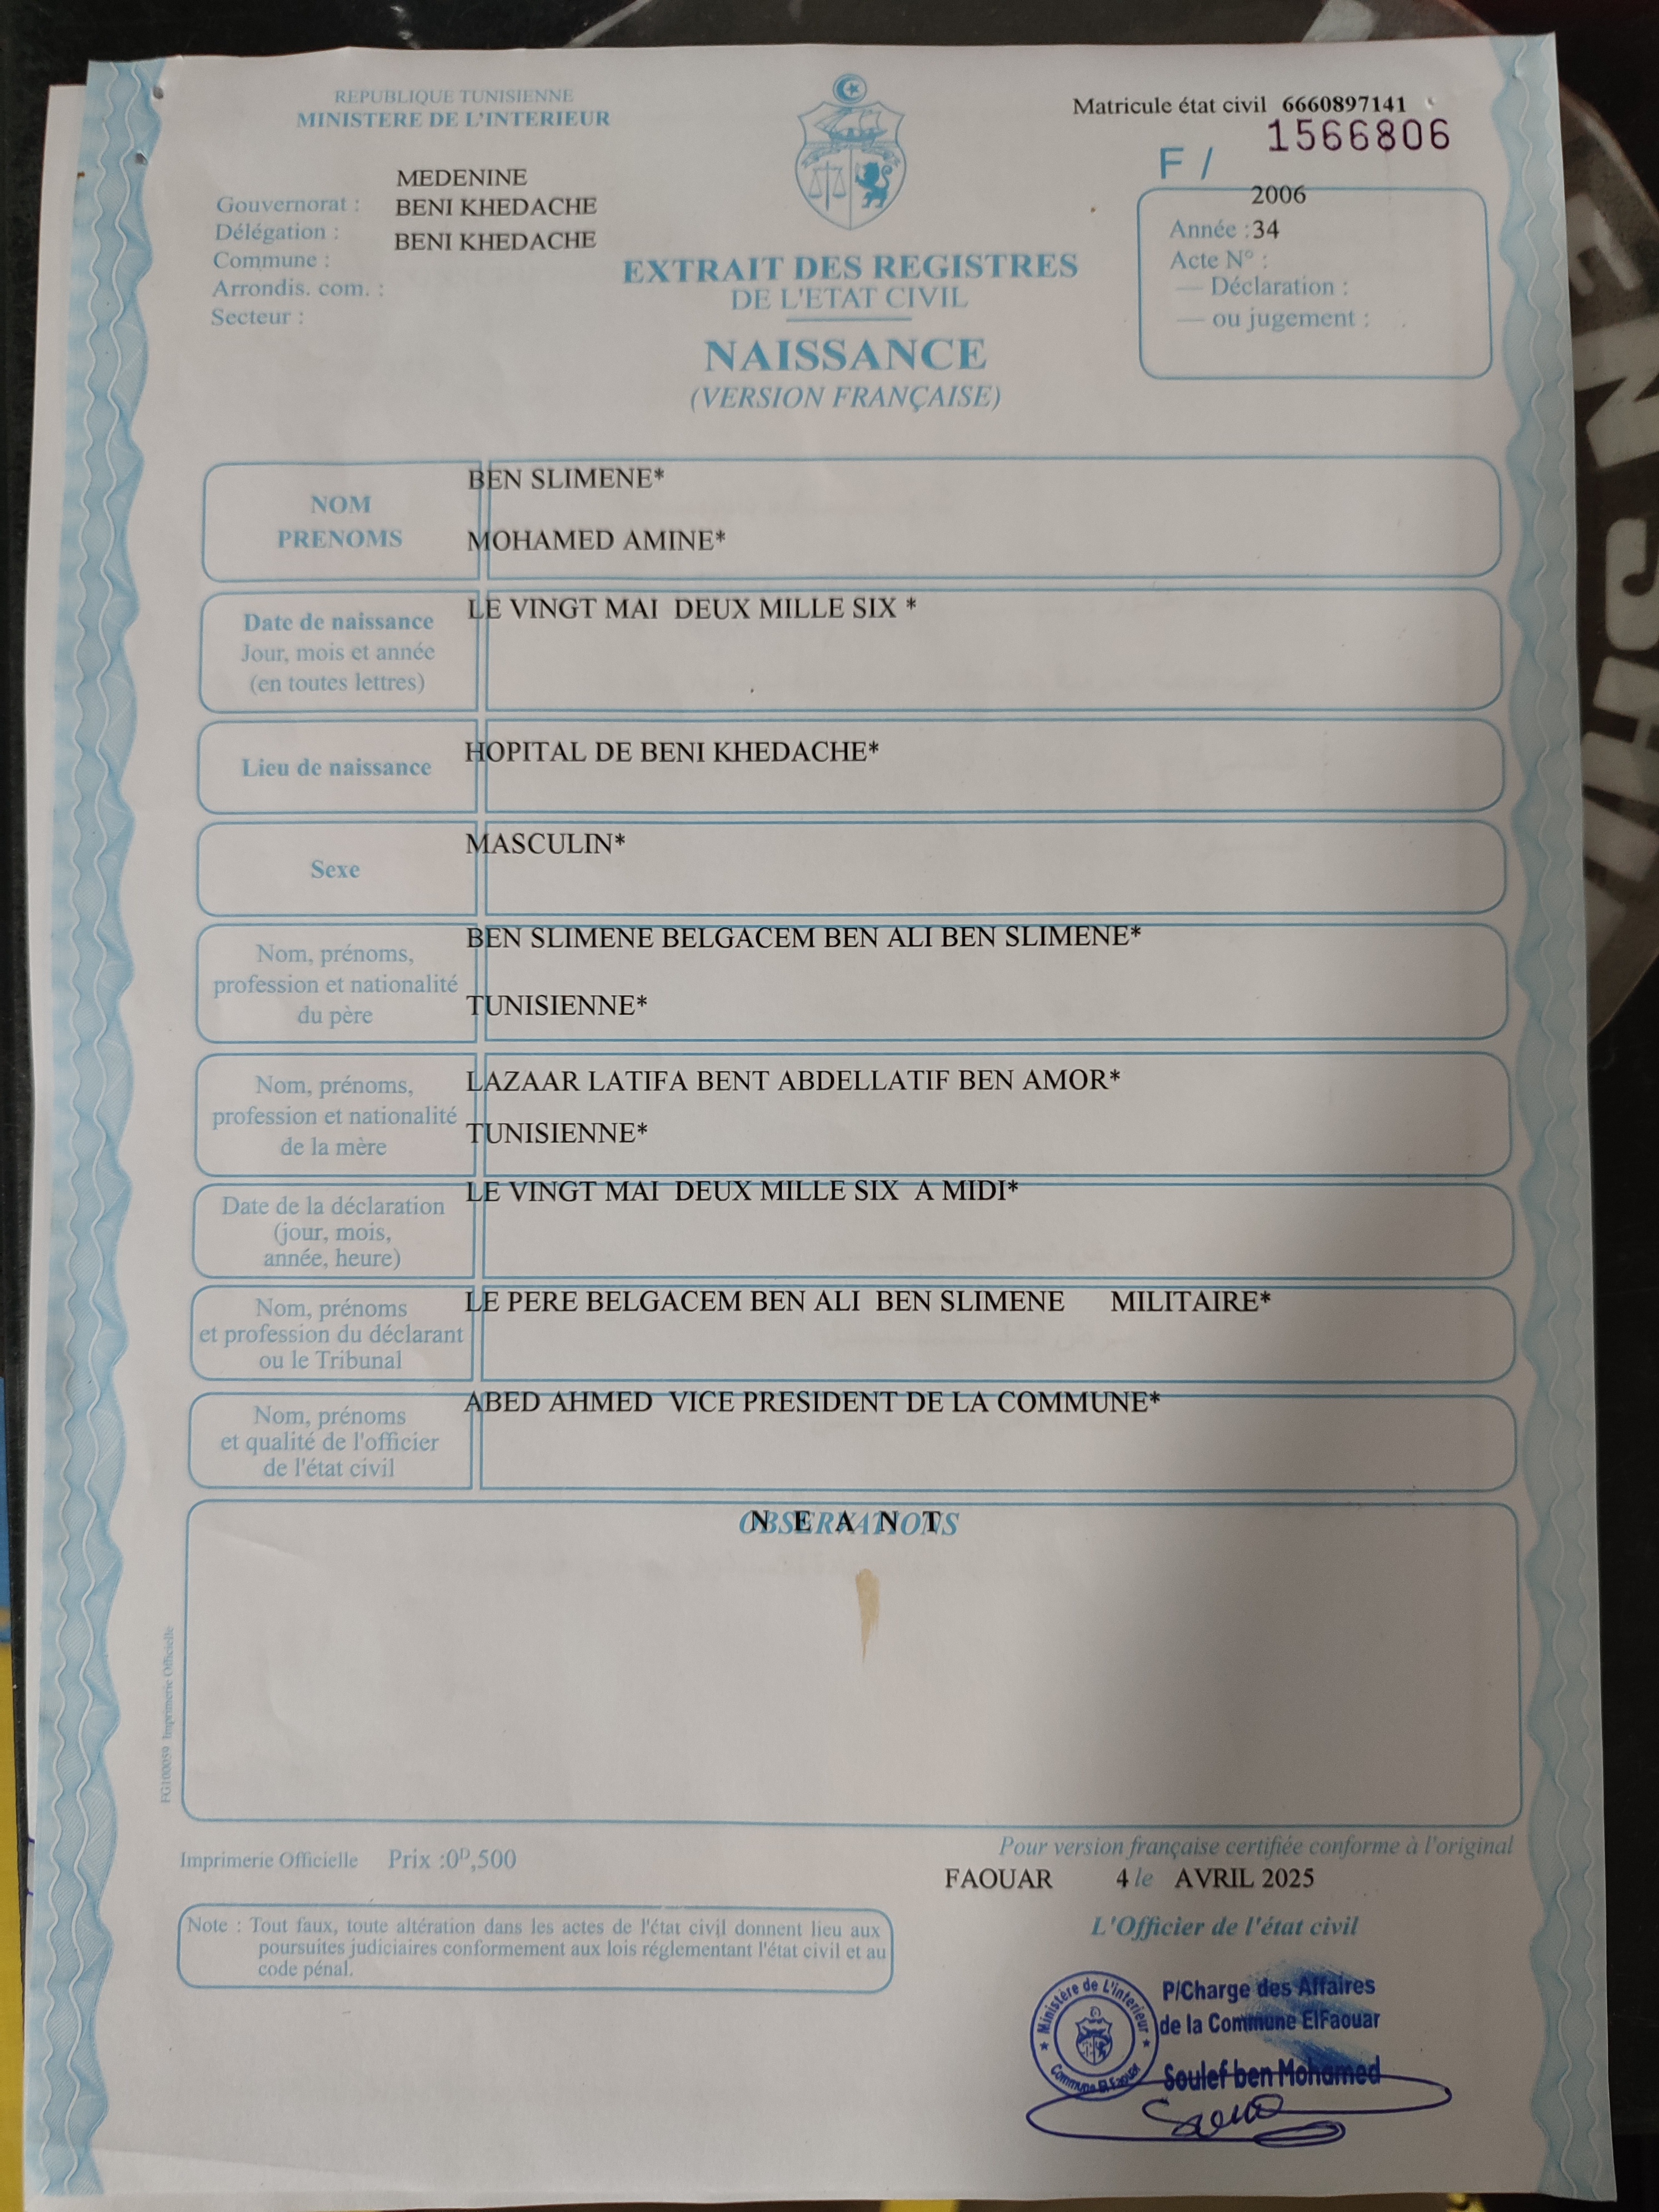 REPUBLIQUE TUNISIENNE
MINISTERE DE L'INTERIEUR
Matricule état civil 6660897141
1566806
F /
MEDENINE
Gouvernorat : BENI KHEDACHE
Délégation : BENI KHEDACHE
Commune :
Arrondis. com. :
Secteur :
2006
Année : 34
Acte N° :
— Déclaration :
— ou jugement :
EXTRAIT DES REGISTRES
DE L'ETAT CIVIL
NAISSANCE
(VERSION FRANÇAISE)
NOM
PRENOMS
BEN SLIMENE*
MOHAMED AMINE*
Date de naissance
Jour, mois et année
(en toutes lettres)
LE VINGT MAI DEUX MILLE SIX *
Lieu de naissance
HOPITAL DE BENI KHEDACHE*
Sexe
MASCULIN*
Nom, prénoms,
profession et nationalité
du père
BEN SLIMENE BELGACEM BEN ALI BEN SLIMENE*
TUNISIENNE*
Nom, prénoms,
profession et nationalité
de la mère
LAZAAR LATIFA BENT ABDELLATIF BEN AMOR*
TUNISIENNE*
Date de la déclaration
(jour, mois,
année, heure)
LE VINGT MAI DEUX MILLE SIX A MIDI*
Nom, prénoms
et profession du déclarant
ou le Tribunal
LE PERE BELGACEM BEN ALI BEN SLIMENE MILITAIRE*
Nom, prénoms
et qualité de l'officier
de l'état civil
ABED AHMED VICE PRESIDENT DE LA COMMUNE*
OBSERVATIONS
N E A N T
FG100059 Imprimerie Officielle
Imprimerie Officielle Prix :0ᴰ,500
Pour version française certifiée conforme à l'original
FAOUAR 4 le AVRIL 2025
Note : Tout faux, toute altération dans les actes de l'état civil donnent lieu aux
poursuites judiciaires conformement aux lois réglementant l'état civil et au
code pénal.
L'Officier de l'état civil
Ministère de L'interieur
Commune El Faouar
P/Charge des Affaires
de la Commune ElFaouar
Soulef ben Mohamed